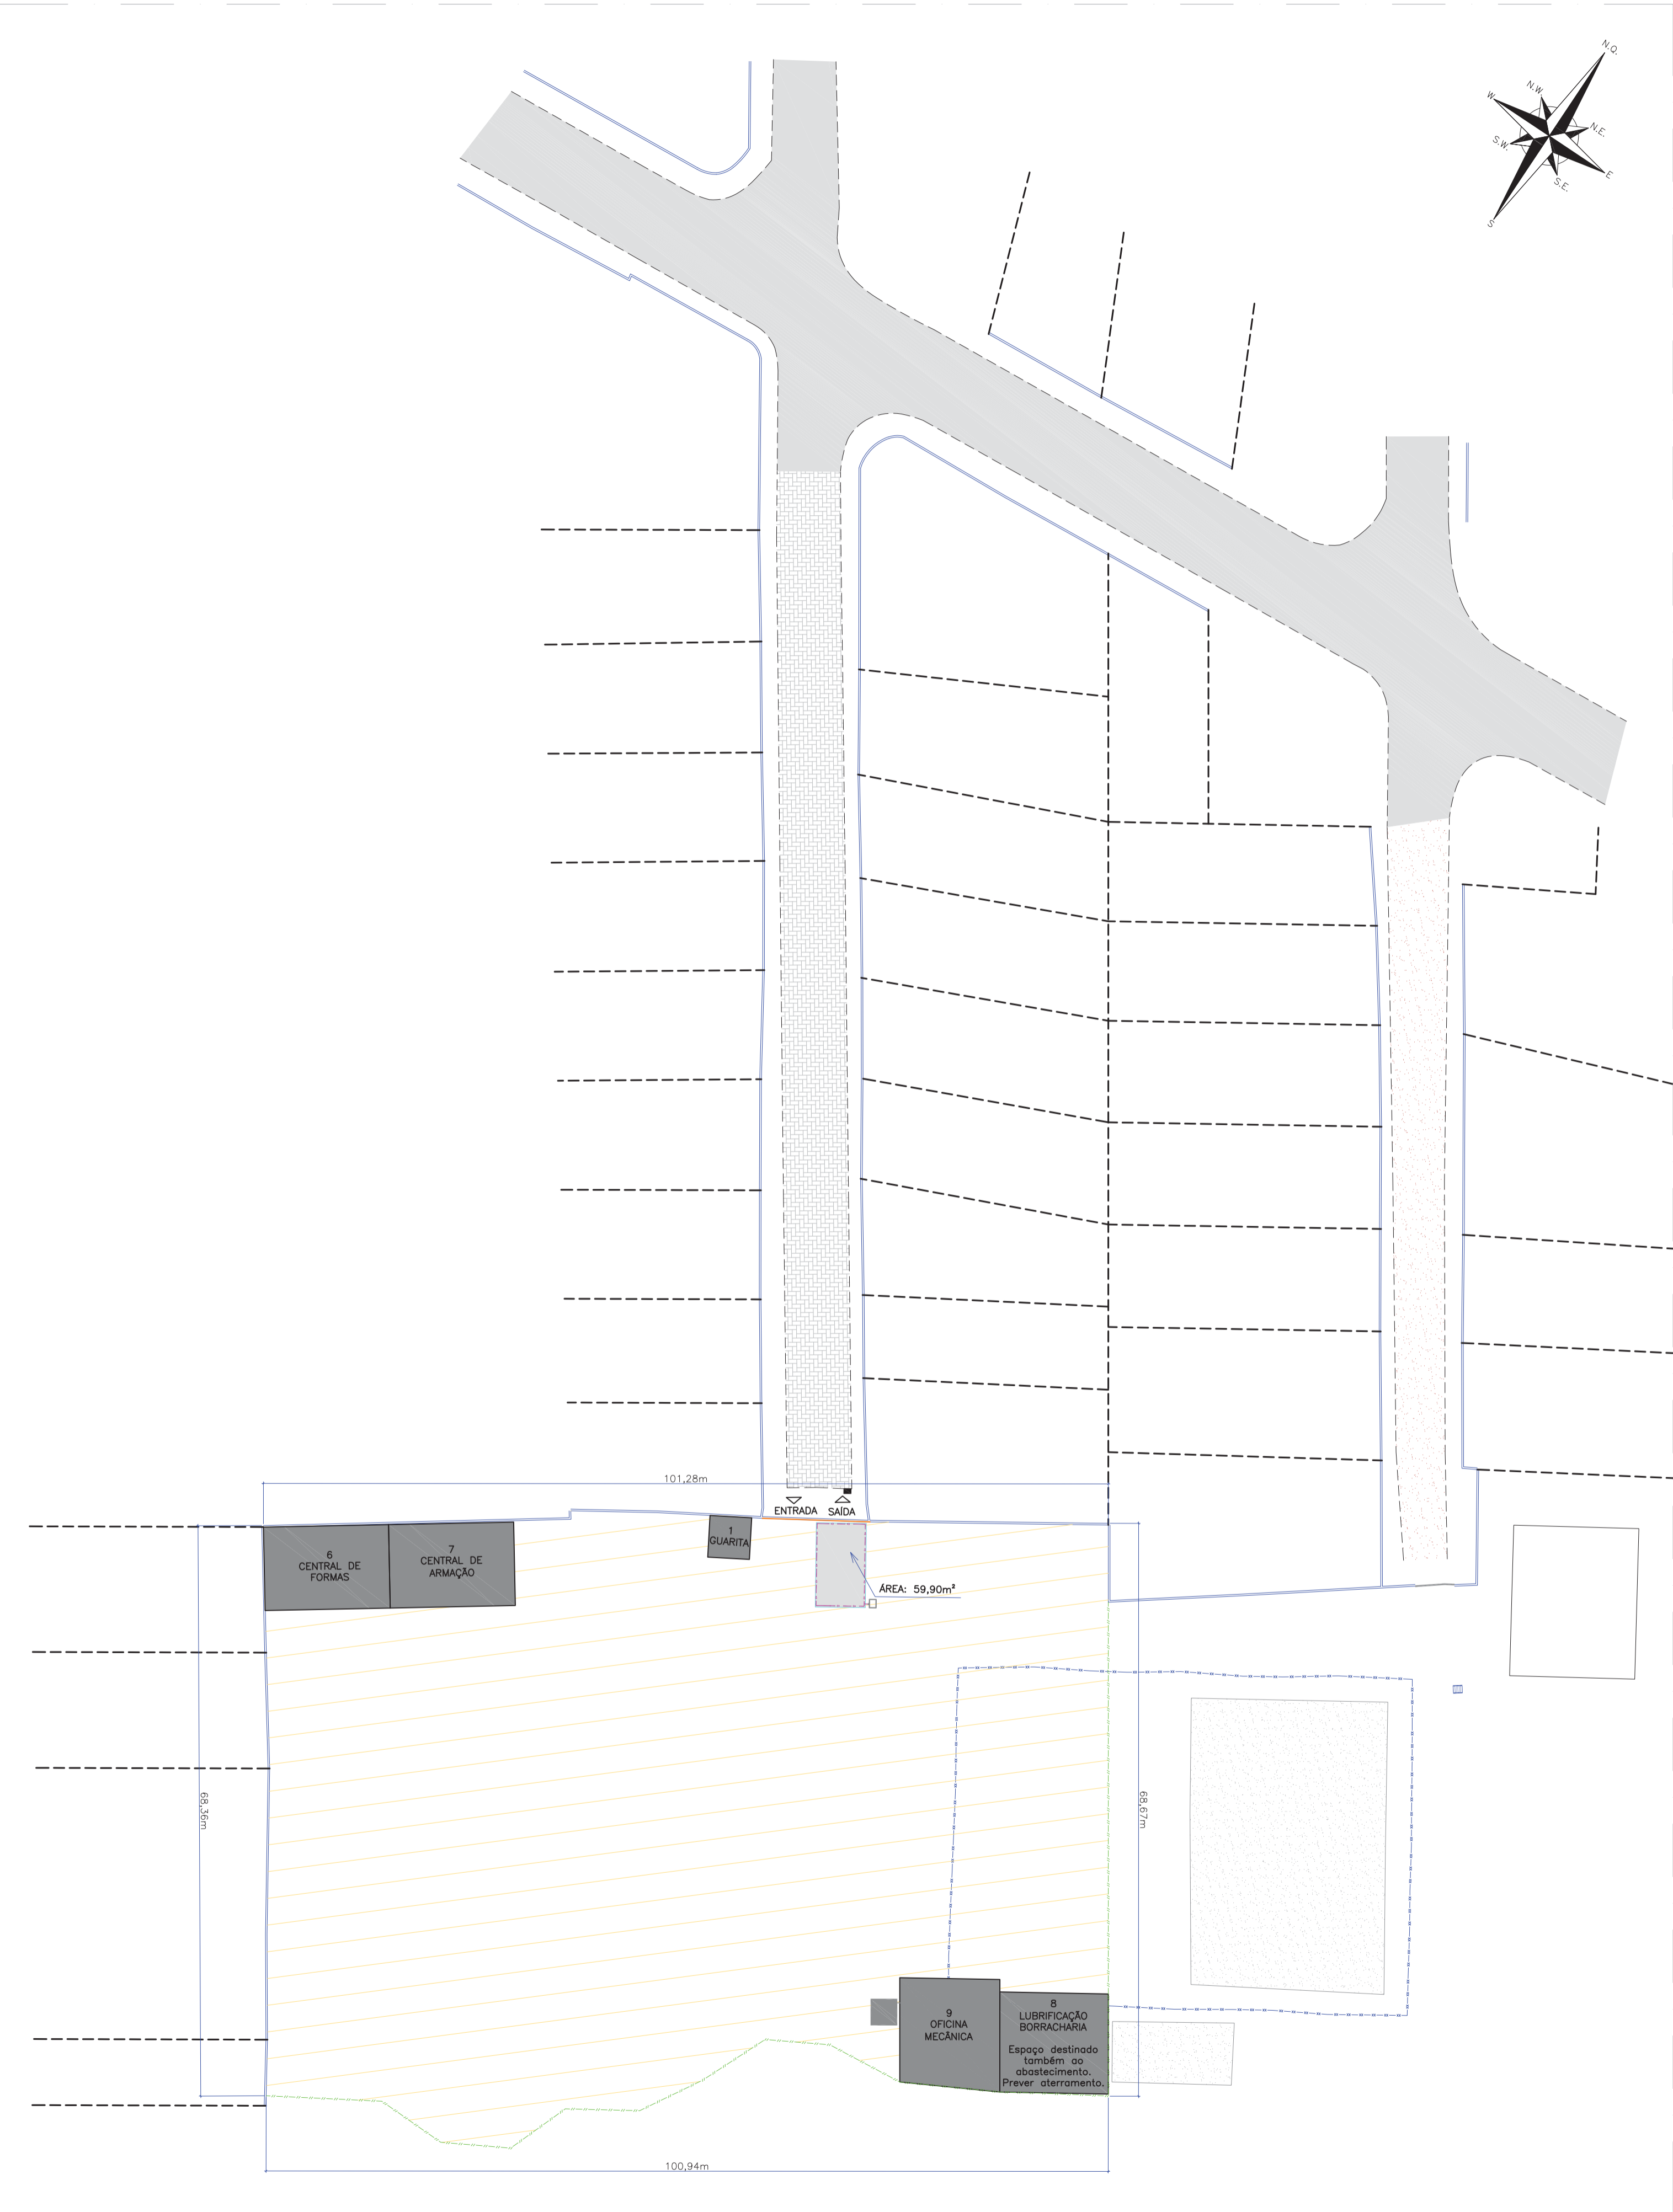 N.Q.
N.W.
W
N.E.
S.W.
E
S.E.
S
101,28m
ENTRADA
SAÍDA
1
GUARITA
6
CENTRAL DE
FORMAS
7
CENTRAL DE
ARMAÇÃO
ÁREA: 59,90m²
68,36m
68,67m
9
OFICINA
MECÂNICA
8
LUBRIFICAÇÃO
BORRACHARIA
Espaço destinado
também ao
abastecimento.
Prever aterramento.
100,94m